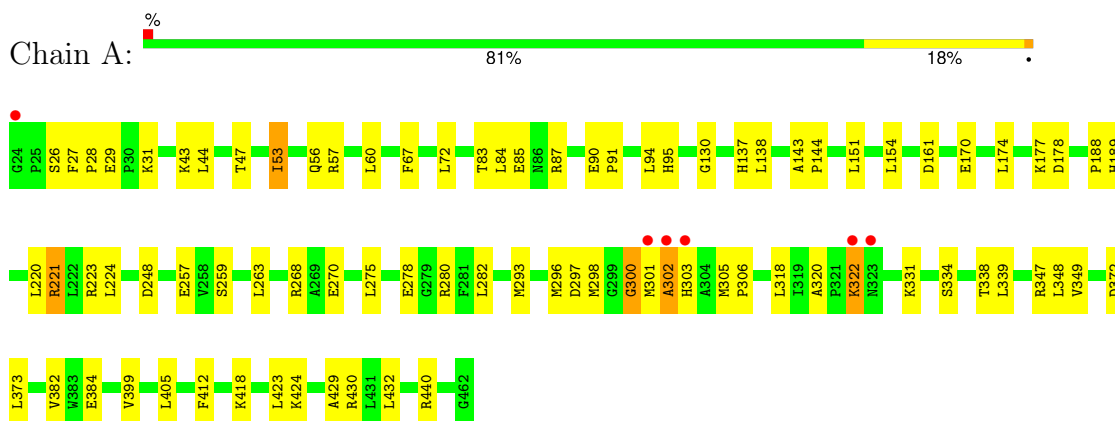 %
Chain A:
81% 18% •
G24 P25 S26 F27 P28 E29 P30 K31 K43 L44 T47 I53 Q56 R57 L60 F67 L72 T83 L84 E85 N86 R87 E90 P91 L94 H95 G130 H137 L138 A143 P144 L151 L154 D161 E170 L174 K177 D178 P188 H189
L220 R221 L222 R223 L224 D248 E257 V258 S259 L263 R268 A269 E270 L275 E278 G279 R280 F281 L282 M293 M296 D297 M298 G299 G300 M301 A302 H303 A304 M305 P306 L318 I319 A320 P321 K322 N323 K331 S334 T338 L339 R347 L348 V349 D372
L373 V382 W383 E384 V399 L405 F412 K418 L423 K424 A429 R430 L431 L432 R440 G462